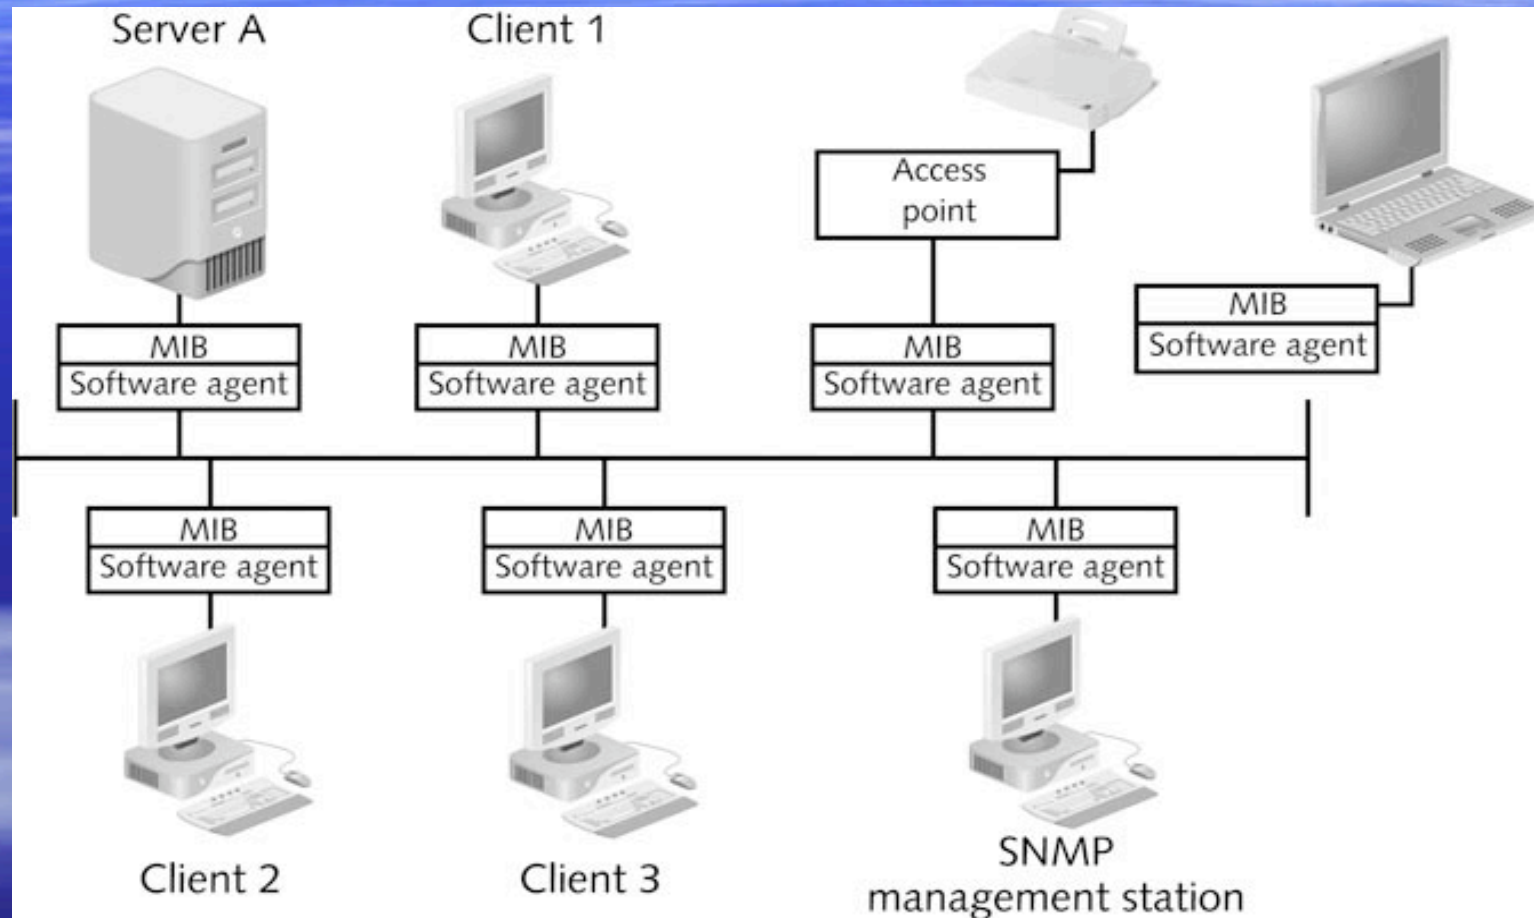 Server A
Client 1
Access
point
MIB
Software agent
MIB
Software agent
MIB
Software agent
MIB
Software agent
MIB
Software agent
MIB
Software agent
MIB
Software agent
Client 2
Client 3
SNMP
management station